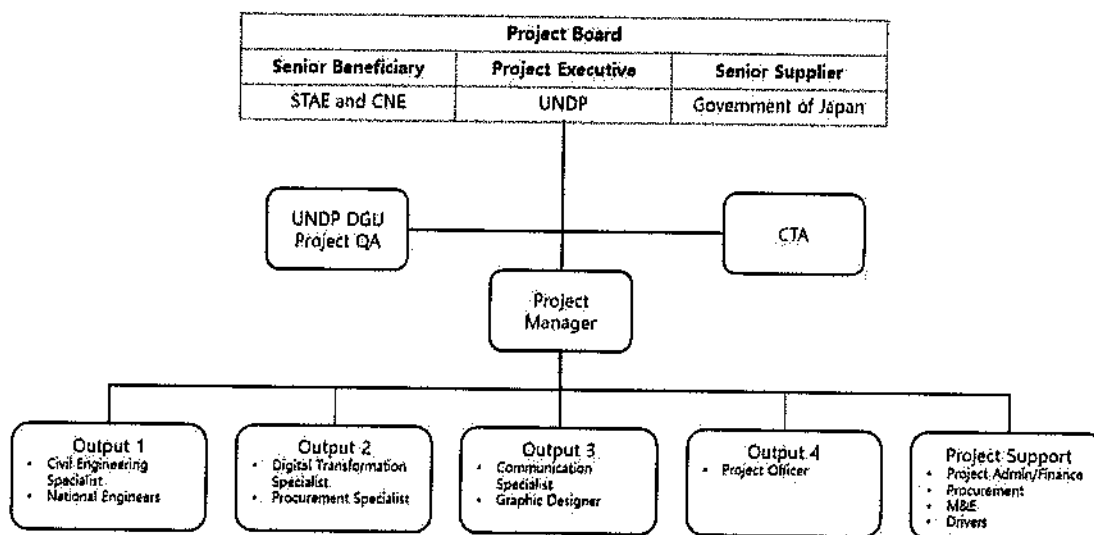 Project Board
Senior Beneficiary Project Executive Senior Supplier
STAE and CNE UNDP Government of Japan
UNDP DGU
Project QA
CTA
Project
Manager
Output 1
• Civil Engineering
Specialist
• National Engineers
Output 2
• Digital Transformation
Specialist
• Procurement Specialist
Output 3
• Communication
Specialist
• Graphic Designer
Output 4
• Project Officer
Project Support
• Project Admin/Finance
• Procurement
• M&E
• Drivers